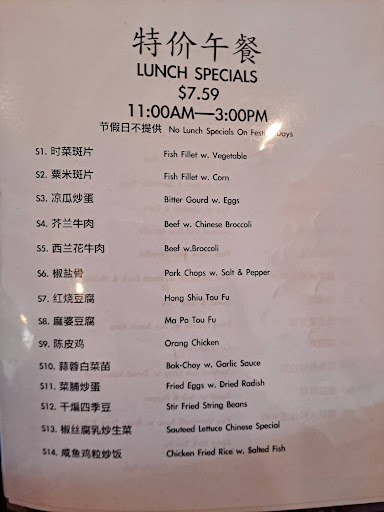 特价午餐
LUNCH SPECIALS
$7.59
11:00AM—3:00PM
节假日不提供 No Lunch Specials On Festive Days
S1. 时菜斑片 Fish Fillet w. Vegetable
S2. 粟米斑片 Fish Fillet w. Corn
S3. 凉瓜炒蛋 Bitter Gourd w. Eggs
S4. 芥兰牛肉 Beef w. Chinese Broccoli
S5. 西兰花牛肉 Beef w.Broccoli
S6. 椒盐骨 Pork Chops w. Salt & Pepper
S7. 红烧豆腐 Hong Shiu Tou Fu
S8. 麻婆豆腐 Ma Po Tou Fu
S9. 陈皮鸡 Orang Chicken
S10. 蒜蓉白菜苗 Bok-Choy w. Garlic Sauce
S11. 菜脯炒蛋 Fried Eggs w. Dried Radish
S12. 干煸四季豆 Stir Fried String Beans
S13. 椒丝腐乳炒生菜 Sauteed Lettuce Chinese Special
S14. 咸鱼鸡粒炒饭 Chicken Fried Rice w. Salted Fish